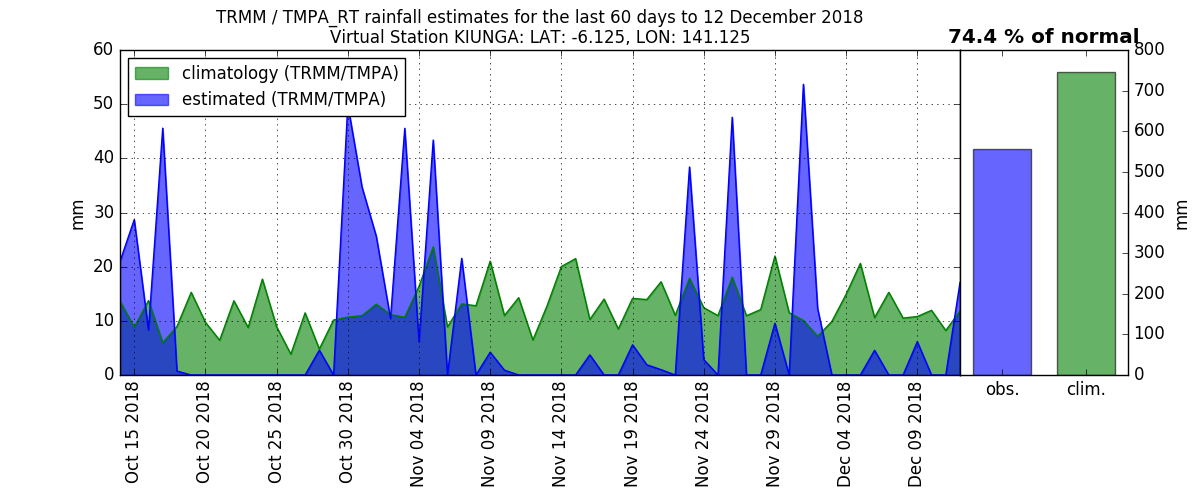 TRMM / TMPA_RT rainfall estimates for the last 60 days to 12 December 2018
Virtual Station KIUNGA: LAT: -6.125, LON: 141.125
74.4 % of normal
climatology (TRMM/TMPA)
estimated (TRMM/TMPA)
mm
60
50
40
30
20
10
0
Oct 15 2018
Oct 20 2018
Oct 25 2018
Oct 30 2018
Nov 04 2018
Nov 09 2018
Nov 14 2018
Nov 19 2018
Nov 24 2018
Nov 29 2018
Dec 04 2018
Dec 09 2018
800
700
600
500
400
300
200
100
0
mm
obs.
clim.